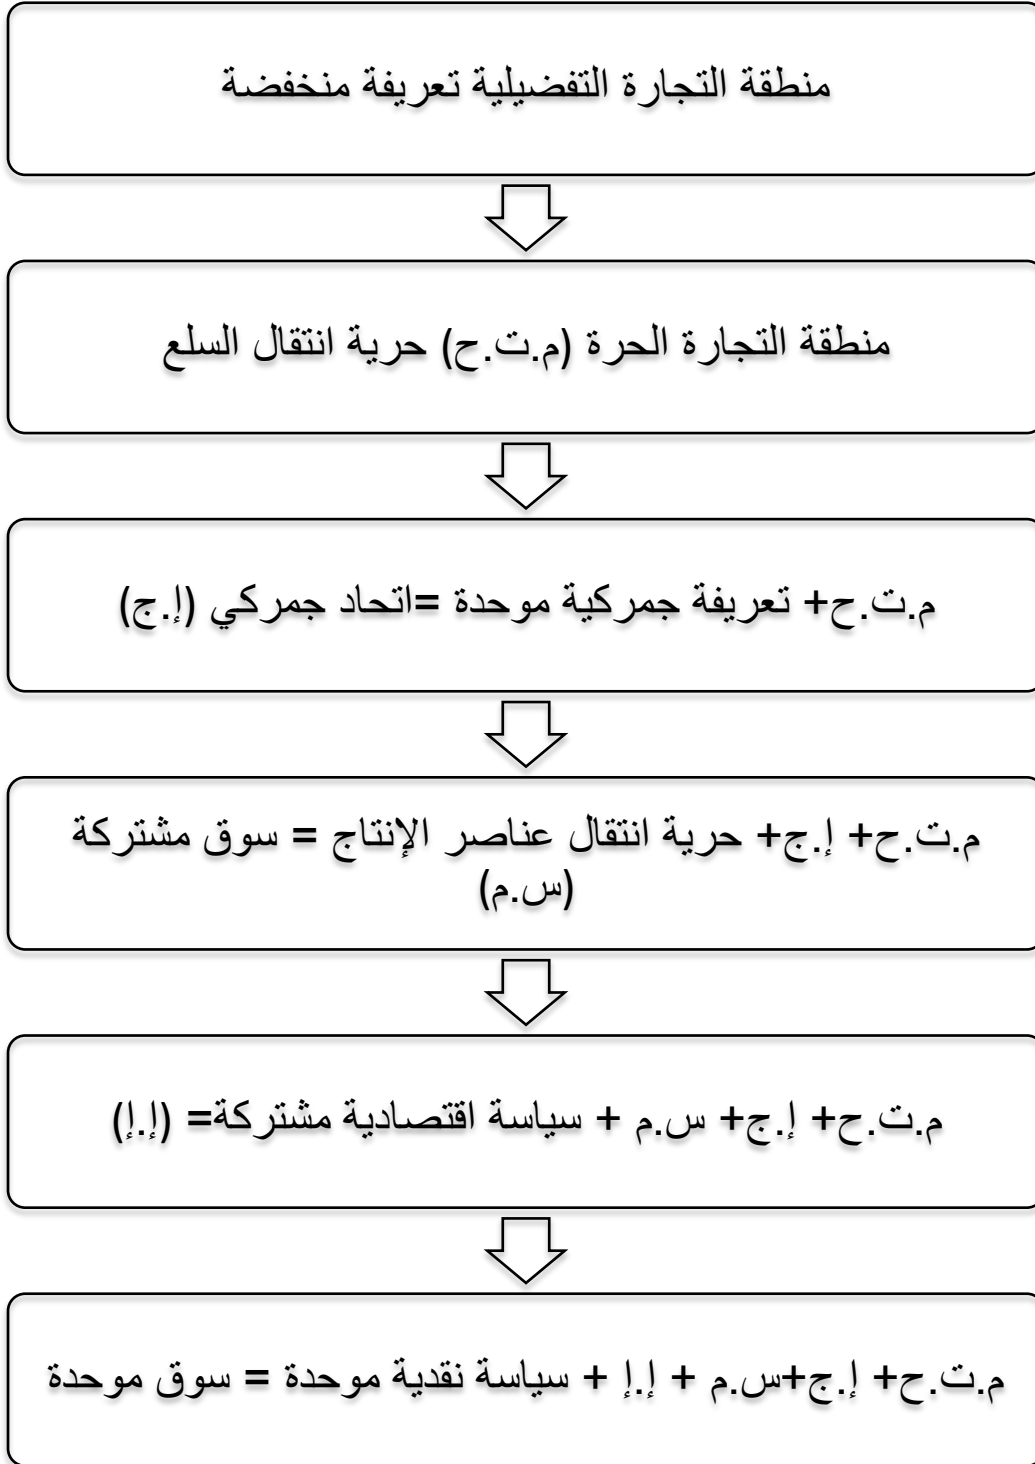 منطقة التجارة التفضيلية تعريفة منخفضة
منطقة التجارة الحرة (م.ت.ح) حرية انتقال السلع
م.ت.ح+ تعريفة جمركية موحدة =اتحاد جمركي (إ.ج)
م.ت.ح+ إ.ج+ حرية انتقال عناصر الإنتاج = سوق مشتركة
(س.م)
م.ت.ح+ إ.ج+ س.م + سياسة اقتصادية مشتركة= (إ.إ)
م.ت.ح+ إ.ج+س.م + إ.إ + سياسة نقدية موحدة = سوق موحدة